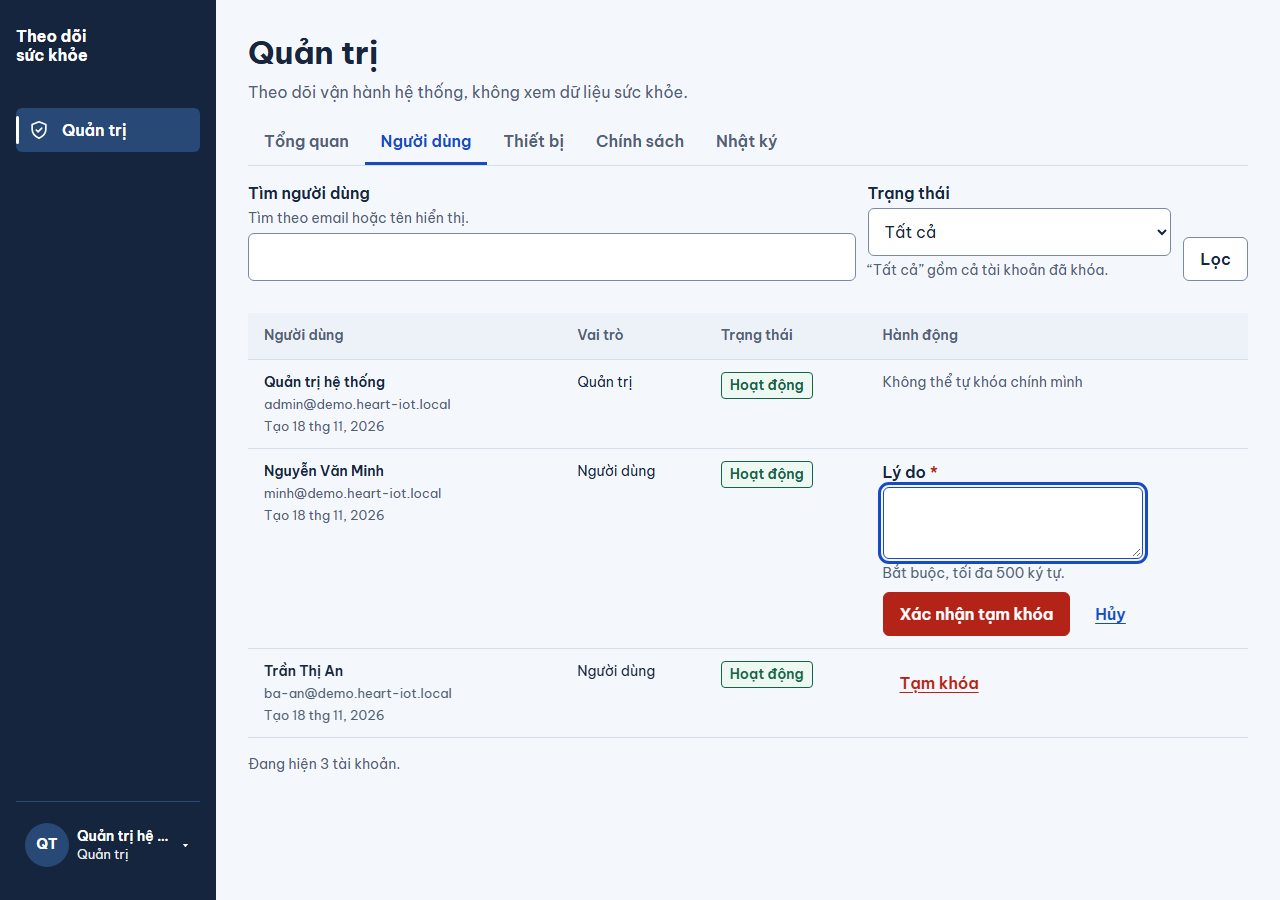 Theo dõi
sức khỏe
Quản trị
Quản trị
Theo dõi vận hành hệ thống, không xem dữ liệu sức khỏe.
Tổng quan Người dùng Thiết bị Chính sách Nhật ký
Tìm người dùng
Tìm theo email hoặc tên hiển thị.
Trạng thái
Tất cả
“Tất cả” gồm cả tài khoản đã khóa.
Lọc
Người dùng Vai trò Trạng thái Hành động
Quản trị hệ thống Quản trị Hoạt động Không thể tự khóa chính mình
admin@demo.heart-iot.local
Tạo 18 thg 11, 2026
Nguyễn Văn Minh Người dùng Hoạt động Lý do *
minh@demo.heart-iot.local
Tạo 18 thg 11, 2026
Bắt buộc, tối đa 500 ký tự.
Xác nhận tạm khóa Hủy
Trần Thị An Người dùng Hoạt động Tạm khóa
ba-an@demo.heart-iot.local
Tạo 18 thg 11, 2026
Đang hiện 3 tài khoản.
QT
Quản trị hệ ...
Quản trị